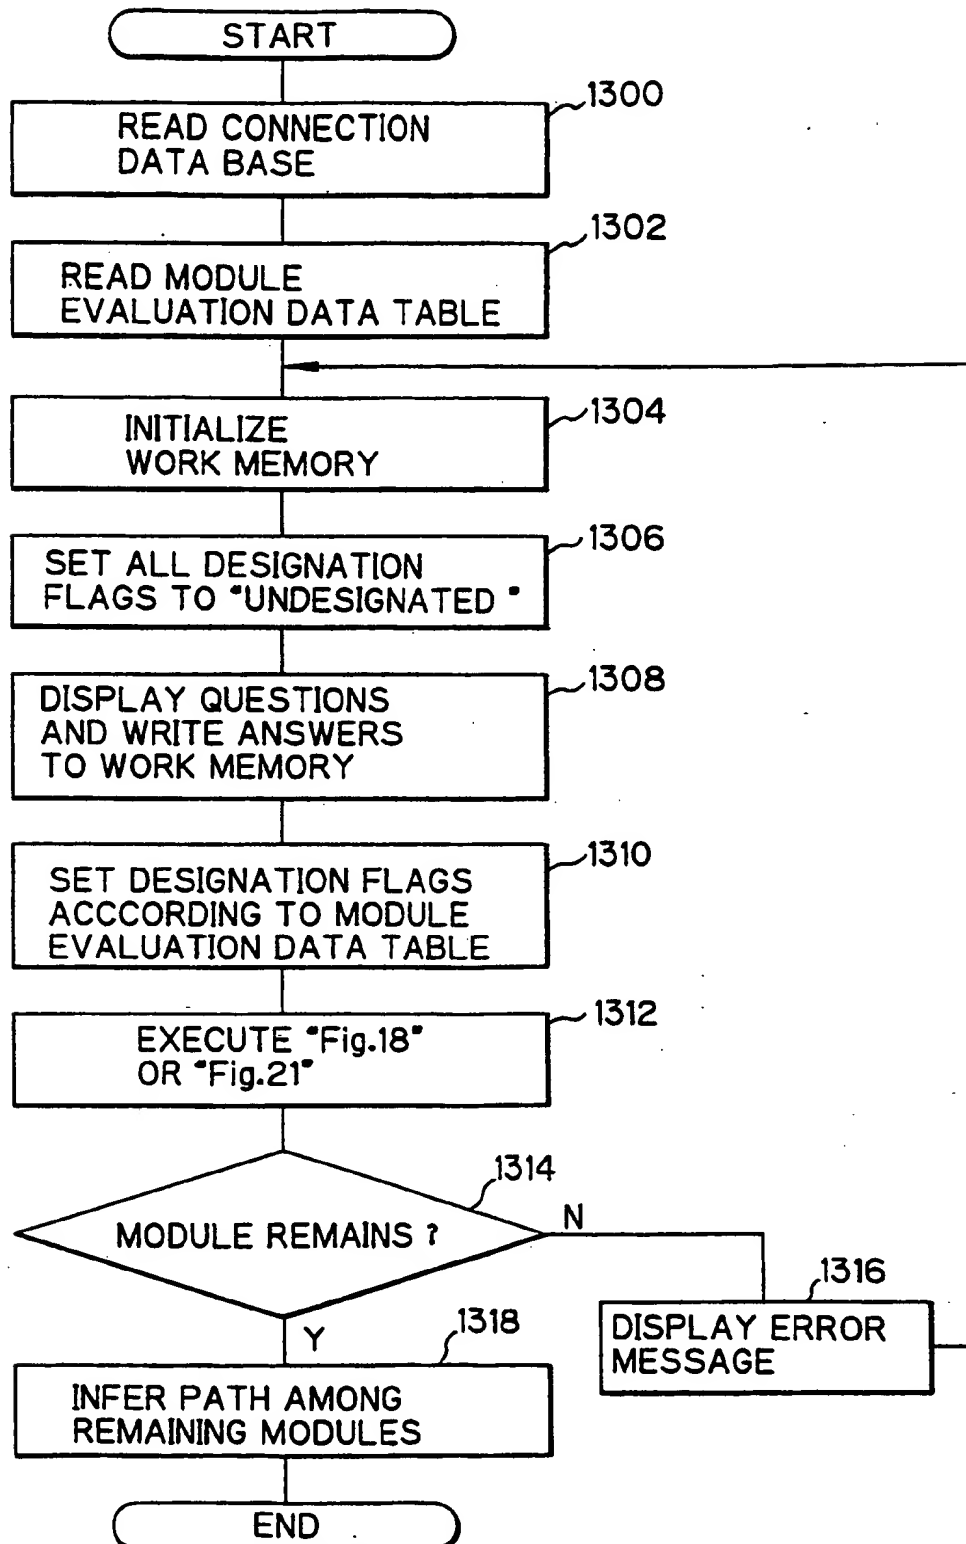 START
1300
READ CONNECTION
DATA BASE
1302
READ MODULE
EVALUATION DATA TABLE
1304
INITIALIZE
WORK MEMORY
1306
SET ALL DESIGNATION
FLAGS TO "UNDESIGNATED"
1308
DISPLAY QUESTIONS
AND WRITE ANSWERS
TO WORK MEMORY
1310
SET DESIGNATION FLAGS
ACCCORDING TO MODULE
EVALUATION DATA TABLE
1312
EXECUTE "Fig.18"
OR "Fig.21"
1314
MODULE REMAINS ?
N
1316
DISPLAY ERROR
MESSAGE
Y
1318
INFER PATH AMONG
REMAINING MODULES
END